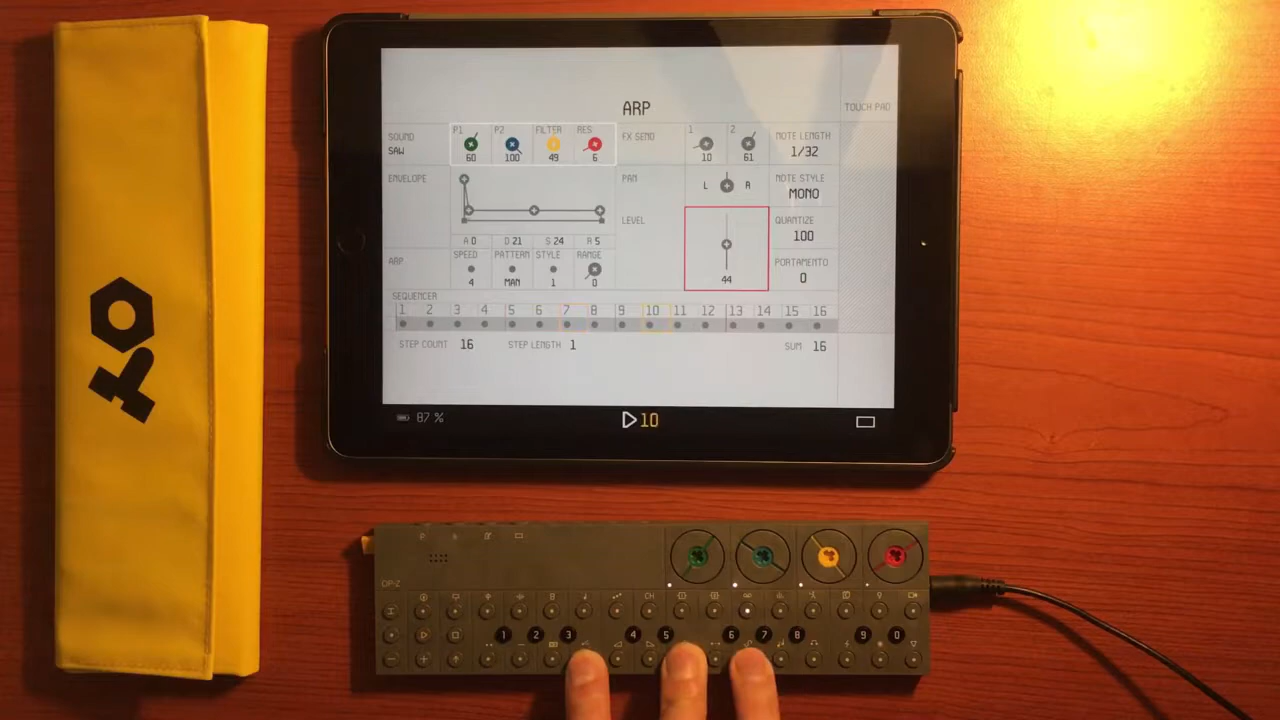 ARP
TOUCH PAD
SOUND
SAW
P1 P2 FILTER RES
60 100 49 6
FX SEND
1 2
10 61
NOTE LENGTH
1/32
ENVELOPE
PAN
L R
NOTE STYLE
MONO
LEVEL
44
QUANTIZE
100
A 0 D 21 S 24 R 5
PORTAMENTO
0
ARP
SPEED PATTERN STYLE RANGE
4 MAN 1 0
SEQUENCER
1 2 3 4 5 6 7 8 9 10 11 12 13 14 15 16
STEP COUNT 16 STEP LENGTH 1 SUM 16
87 % 10
OP-Z
CH
1 2 3 4 5 6 7 8 9 0